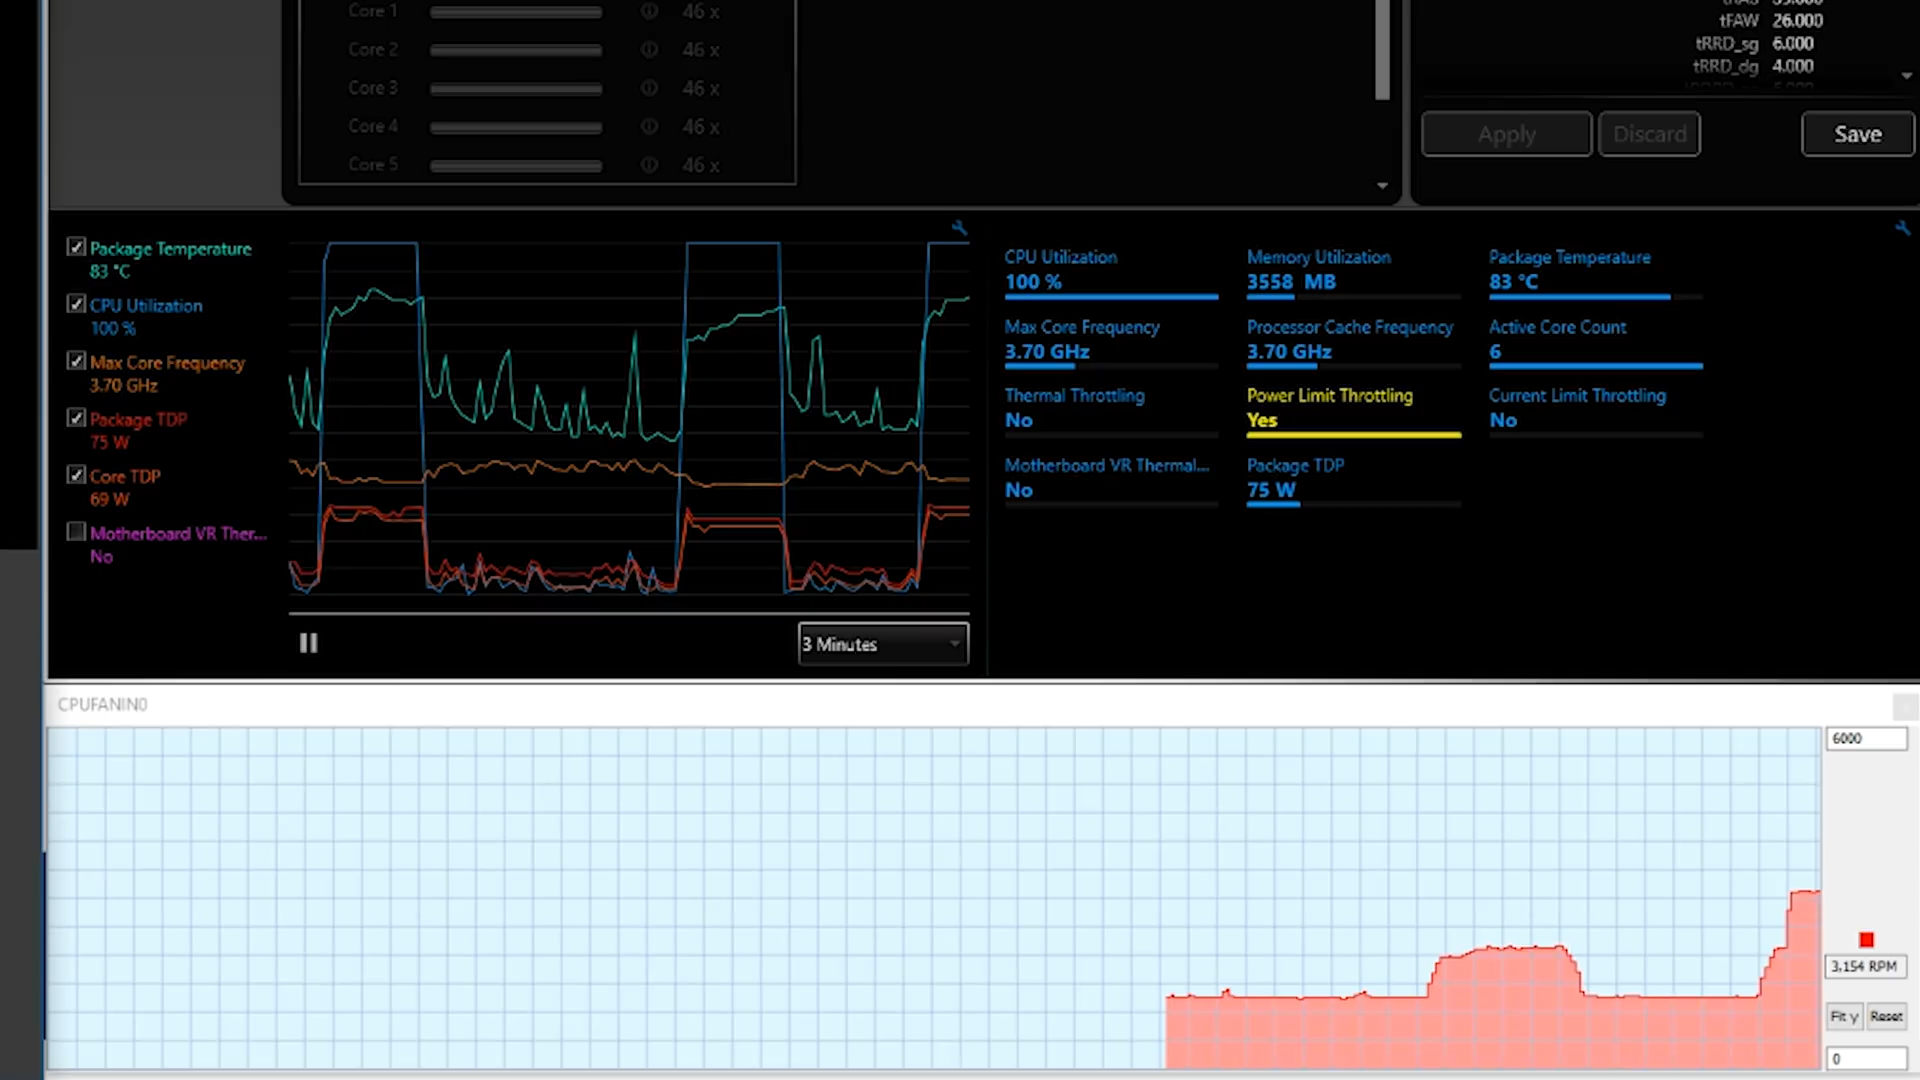 Core 1 46 x
Core 2 46 x
Core 3 46 x
Core 4 46 x
Core 5 46 x
tFAW 26.000
tRRD_sg 6.000
tRRD_dg 4.000
Apply Discard Save
Package Temperature
83 °C
CPU Utilization
100 %
Max Core Frequency
3.70 GHz
Package TDP
75 W
Core TDP
69 W
Motherboard VR Ther...
No
3 Minutes
CPU Utilization
100 %
Memory Utilization
3558 MB
Package Temperature
83 °C
Max Core Frequency
3.70 GHz
Processor Cache Frequency
3.70 GHz
Active Core Count
6
Thermal Throttling
No
Power Limit Throttling
Yes
Current Limit Throttling
No
Motherboard VR Thermal...
No
Package TDP
75 W
CPUFANIN0
6000
3,154 RPM
Fit y Reset
0